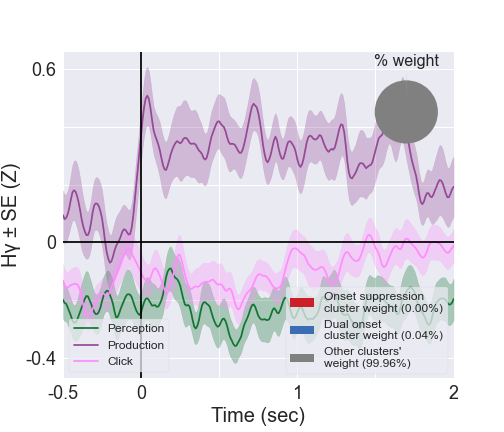 % weight
0.6
0
-0.4
Hγ ± SE (Z)
Perception
Production
Click
Onset suppression
cluster weight (0.00%)
Dual onset
cluster weight (0.04%)
Other clusters'
weight (99.96%)
-0.5
0
1
2
Time (sec)